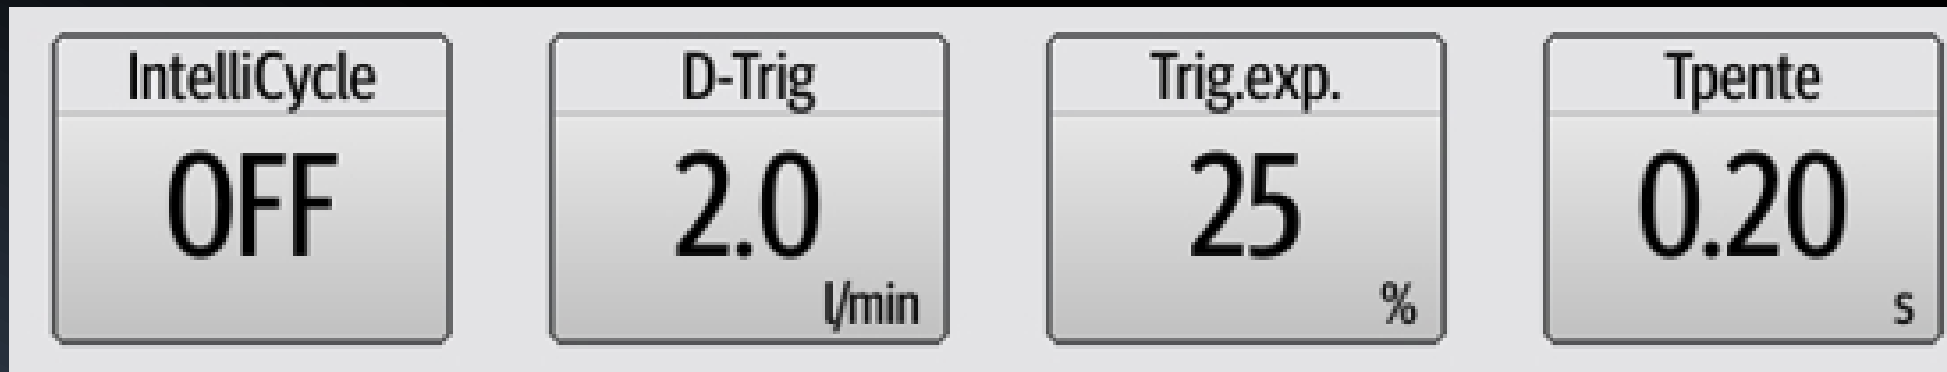 IntelliCycle
OFF
D-Trig
2.0
l/min
Trig.exp.
25
%
Tpente
0.20
s